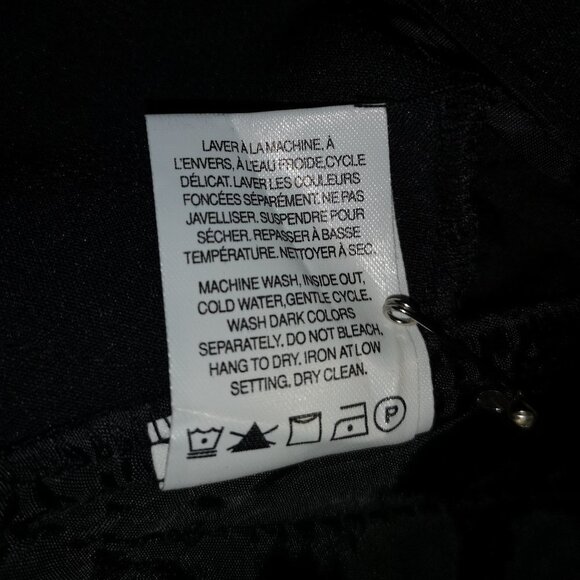 LAVER À LA MACHINE, À
L'ENVERS, À L'EAU FROIDE, CYCLE
DÉLICAT. LAVER LES COULEURS
FONCÉES SÉPARÉMENT. NE PAS
JAVELLISER. SUSPENDRE POUR
SÉCHER. REPASSER À BASSE
TEMPÉRATURE. NETTOYER À SEC.
MACHINE WASH, INSIDE OUT,
COLD WATER, GENTLE CYCLE.
WASH DARK COLORS
SEPARATELY. DO NOT BLEACH.
HANG TO DRY. IRON AT LOW
SETTING. DRY CLEAN.
P